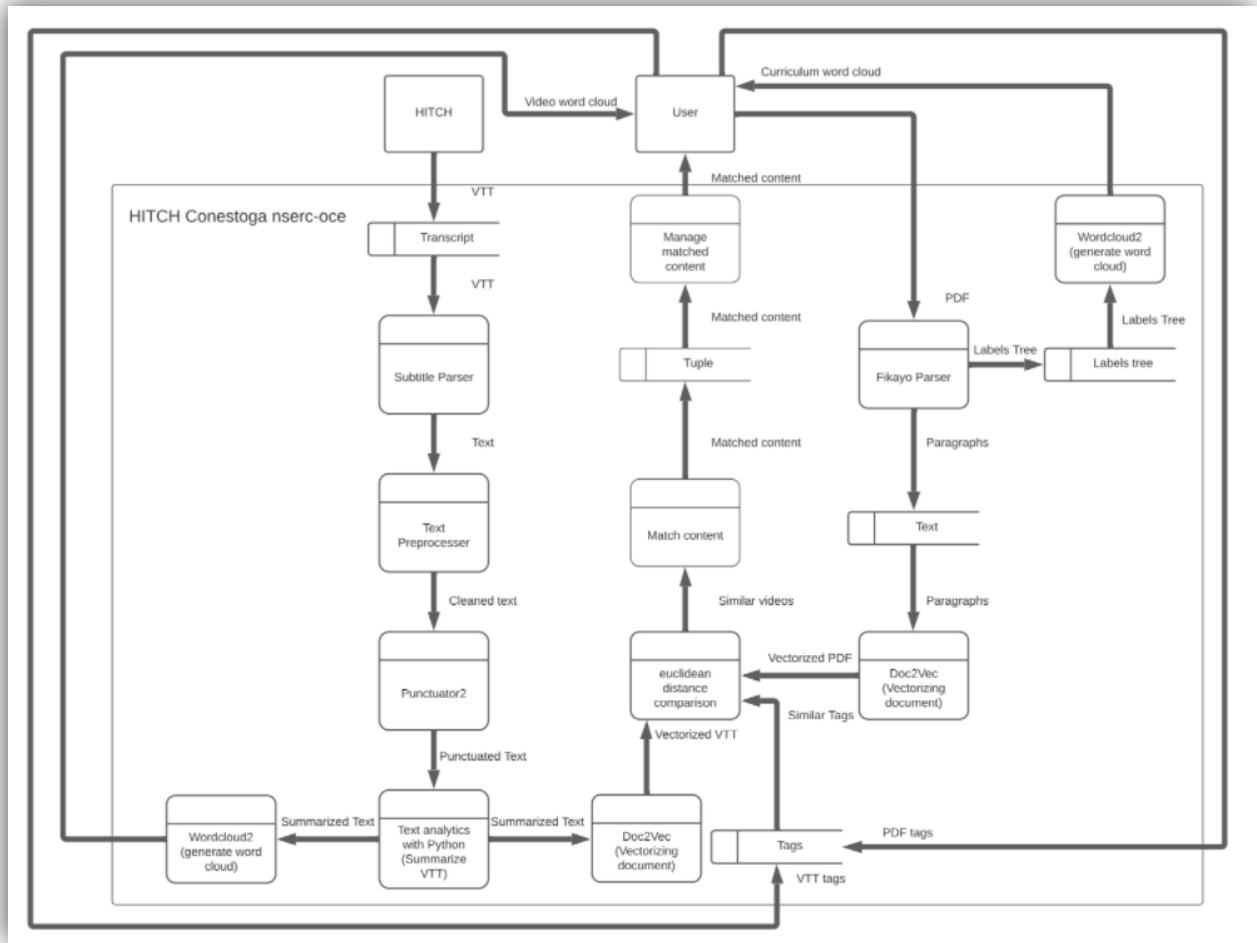 Curriculum word cloud
Video word cloud
HITCH
User
VTT
Matched content
HITCH Conestoga nserc-oce
Transcript
Manage
matched
content
Wordcloud2
(generate word
cloud)
VTT
PDF
Matched content
Labels Tree
Subtitle Parser
Tuple
Fikayo Parser
Labels Tree
Labels tree
Text
Matched content
Paragraphs
Text
Preprocesser
Match content
Text
Cleaned text
Similar videos
Paragraphs
Punctuator2
euclidean
distance
comparison
Vectorized PDF
Doc2Vec
(Vectorizing
document)
Similar Tags
Vectorized VTT
Punctuated Text
Wordcloud2
(generate word
cloud)
Summarized Text
Text analytics
with Python
(Summarize
VTT)
Summarized Text
Doc2Vec
(Vectorizing
document)
Tags
PDF tags
VTT tags